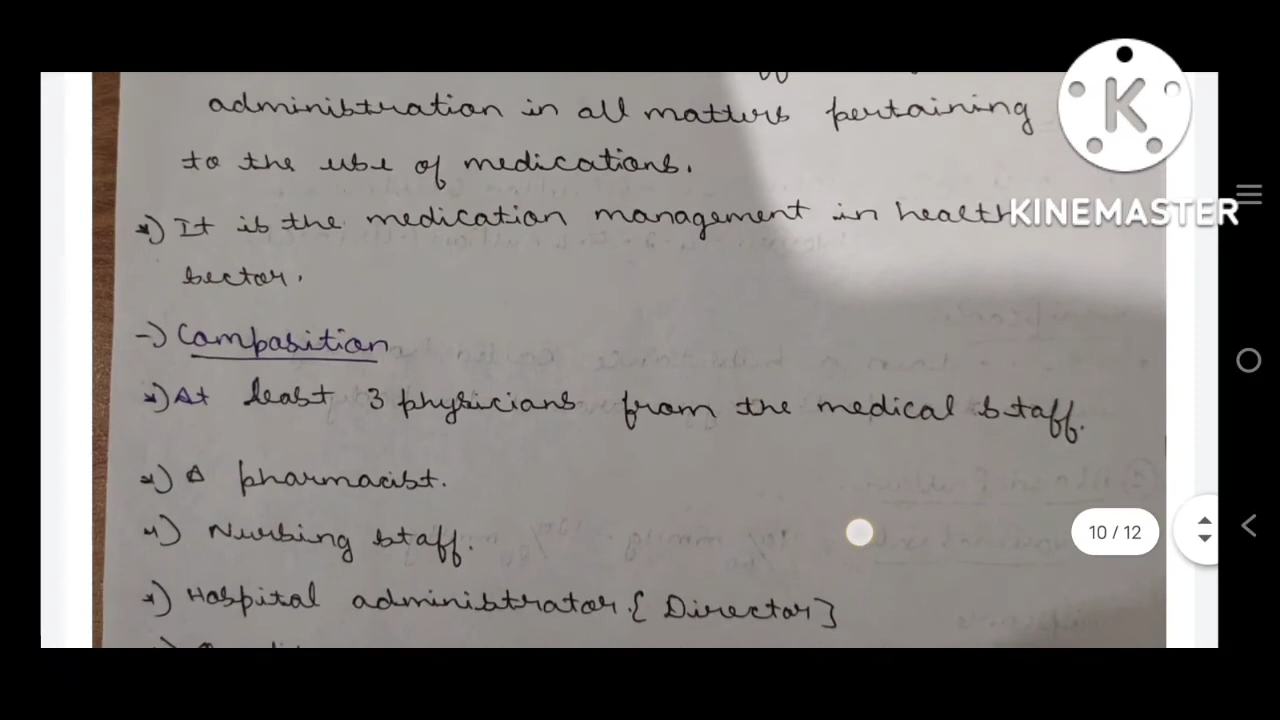 administration in all matters pertaining
to the use of medications.
*) It is the medication management in health
sector.
-) Composition
*) At least 3 physicians from the medical staff.
*) A pharmacist.
*) Nursing staff.
*) Hospital administrator. { Director }
KINEMASTER
10 / 12